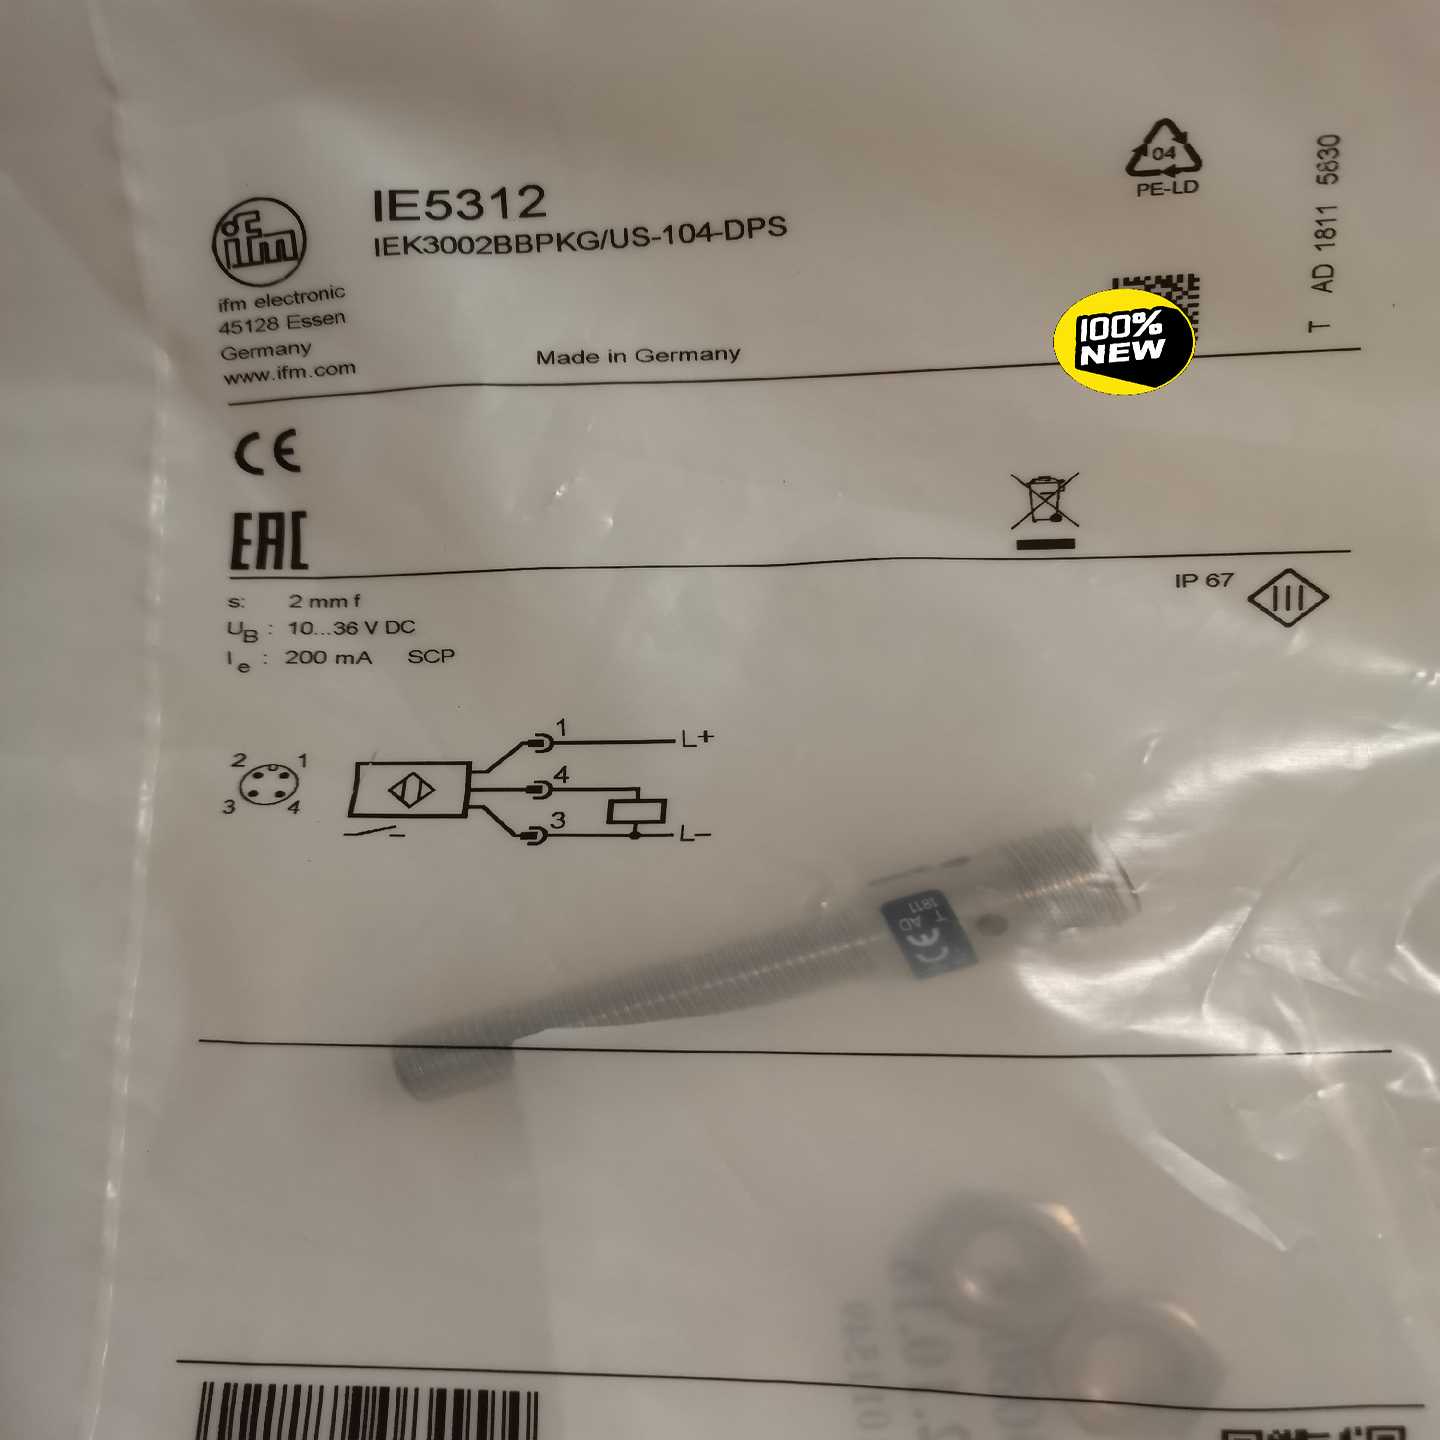 ifm
IE5312
IEK3002BBPKG/US-104-DPS
ifm electronic
45128 Essen
Germany
www.ifm.com
Made in Germany
04
PE-LD
T AD 1811 5630
100%
NEW
CE
EAC
s: 2 mm f
UB : 10...36 V DC
Ie : 200 mA SCP
IP 67
III
2 1
3 4
1 L+
4
3 L-
T AD
1811
CE